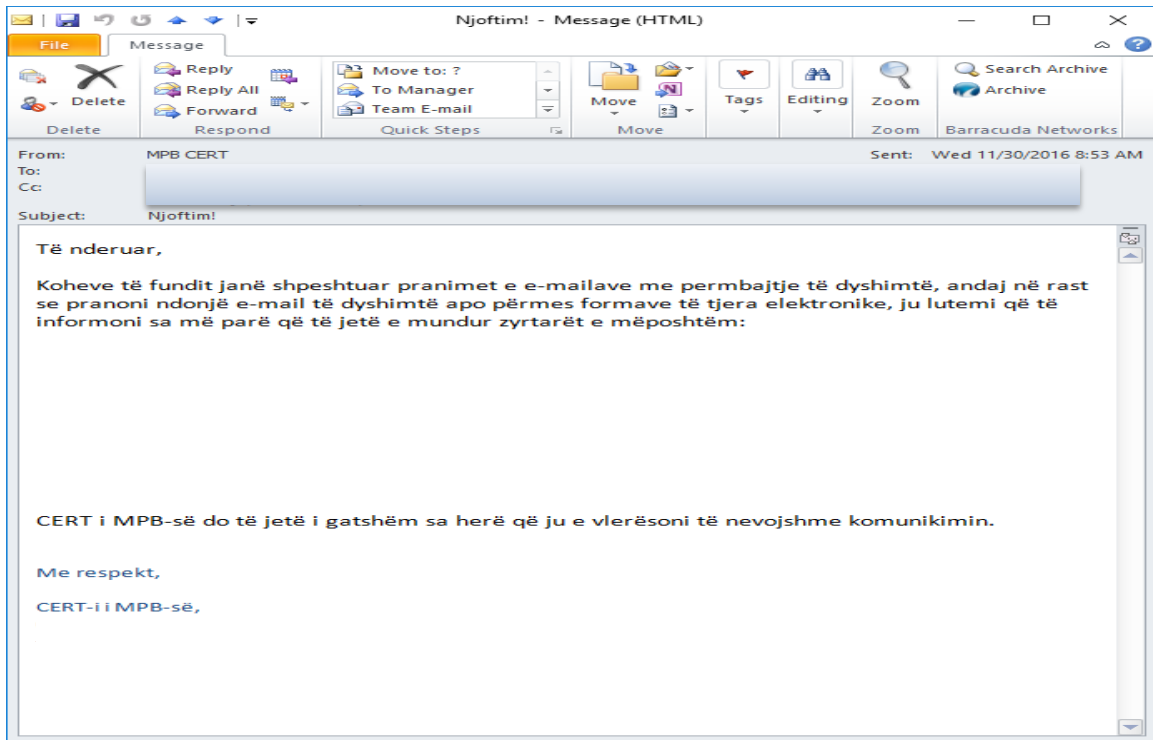 Njoftim! - Message (HTML)
File Message
Delete
Reply
Reply All
Forward
Move to: ?
To Manager
Team E-mail
Move
Tags
Editing
Zoom
Search Archive
Archive
Delete Respond Quick Steps Move Zoom Barracuda Networks
From: MPB CERT Sent: Wed 11/30/2016 8:53 AM
To:
Cc:
Subject: Njoftim!
Të nderuar,
Koheve të fundit janë shpeshtuar pranimet e e-mailave me permbajtje të dyshimtë, andaj në rast
se pranoni ndonjë e-mail të dyshimtë apo përmes formave të tjera elektronike, ju lutemi që të
informoni sa më parë që të jetë e mundur zyrtarët e mëposhtëm:
CERT i MPB-së do të jetë i gatshëm sa herë që ju e vlerësoni të nevojshme komunikimin.
Me respekt,
CERT-i i MPB-së,